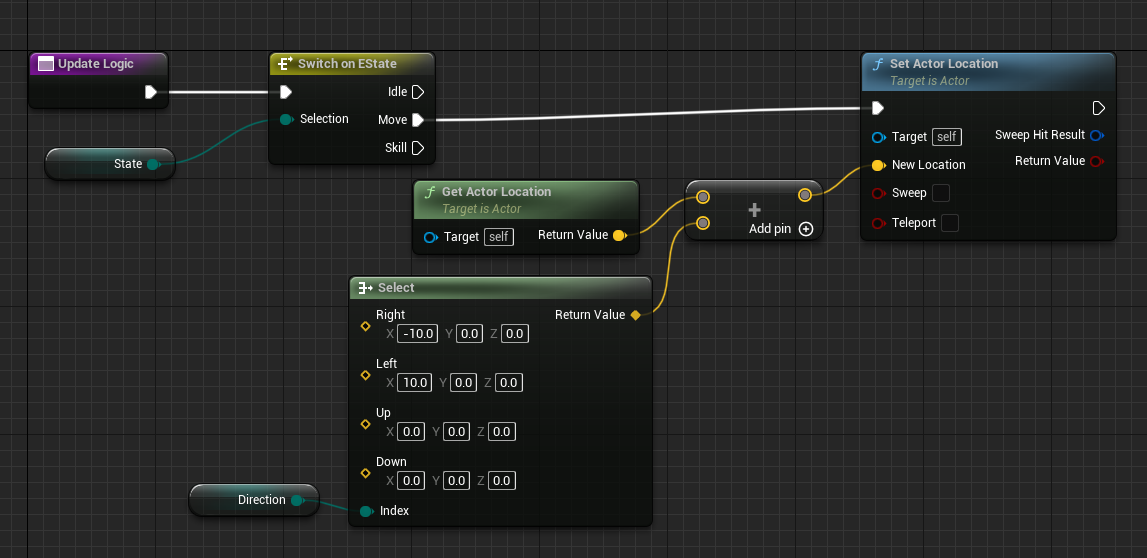 Update Logic
Switch on EState
Idle
Selection
Move
Skill
State
Set Actor Location
Target is Actor
Target self
Sweep Hit Result
New Location
Return Value
Sweep
Teleport
Get Actor Location
Target is Actor
Target self
Return Value
Add pin
Select
Right
Return Value
X -10.0 Y 0.0 Z 0.0
Left
X 10.0 Y 0.0 Z 0.0
Up
X 0.0 Y 0.0 Z 0.0
Down
X 0.0 Y 0.0 Z 0.0
Direction
Index